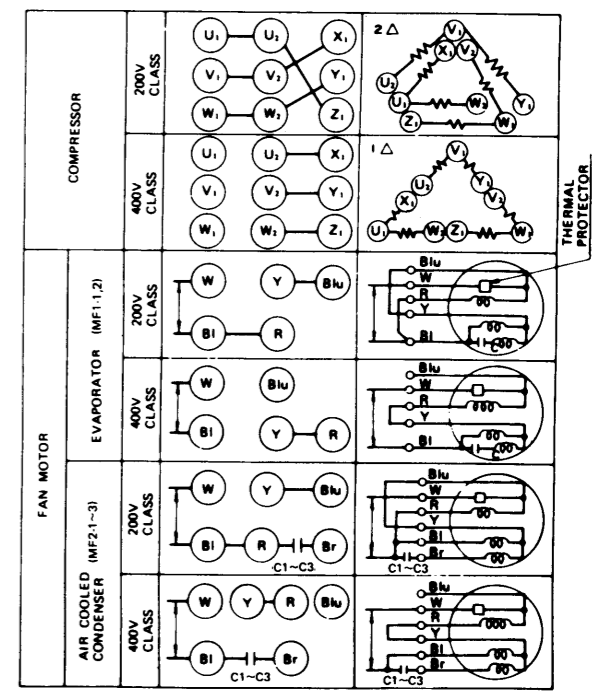 COMPRESSOR
200V CLASS
U₁ U₂ X₁
V₁ V₂ Y₁
W₁ W₂ Z₁
2 △
V₁
X₁ V₂
U₂
U₁ W₂ Y₁
Z₁ W₁
400V CLASS
U₁ U₂ X₁
V₁ V₂ Y₁
W₁ W₂ Z₁
1 △
V₁
U₂ Y₁
X₁ V₂
U₁ W₂ Z₁ W₁
THERMAL PROTECTOR
FAN MOTOR
EVAPORATOR (MF1-1,2)
200V CLASS
W Y Blu
Bl R
Blu
W
R
Y
Bl
C
400V CLASS
W Blu
Bl Y R
Blu
W
R
Y
Bl
C
AIR COOLED CONDENSER (MF2-1~3)
200V CLASS
W Y Blu
Bl R Br
C1~C3
Blu
W
R
Y
Bl
Br
C1~C3
400V CLASS
W Y R Blu
Bl Br
C1~C3
Blu
W
R
Y
Bl
Br
C1~C3